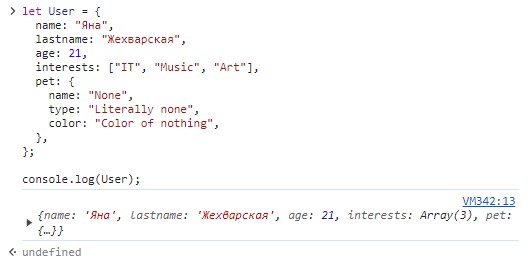 > let User = {
name: "Яна",
lastname: "Жехварская",
age: 21,
interests: ["IT", "Music", "Art"],
pet: {
name: "None",
type: "Literally none",
color: "Color of nothing",
},
};
console.log(User);
VM342:13
{name: 'Яна', lastname: 'Жехварская', age: 21, interests: Array(3), pet:
{…}}
undefined